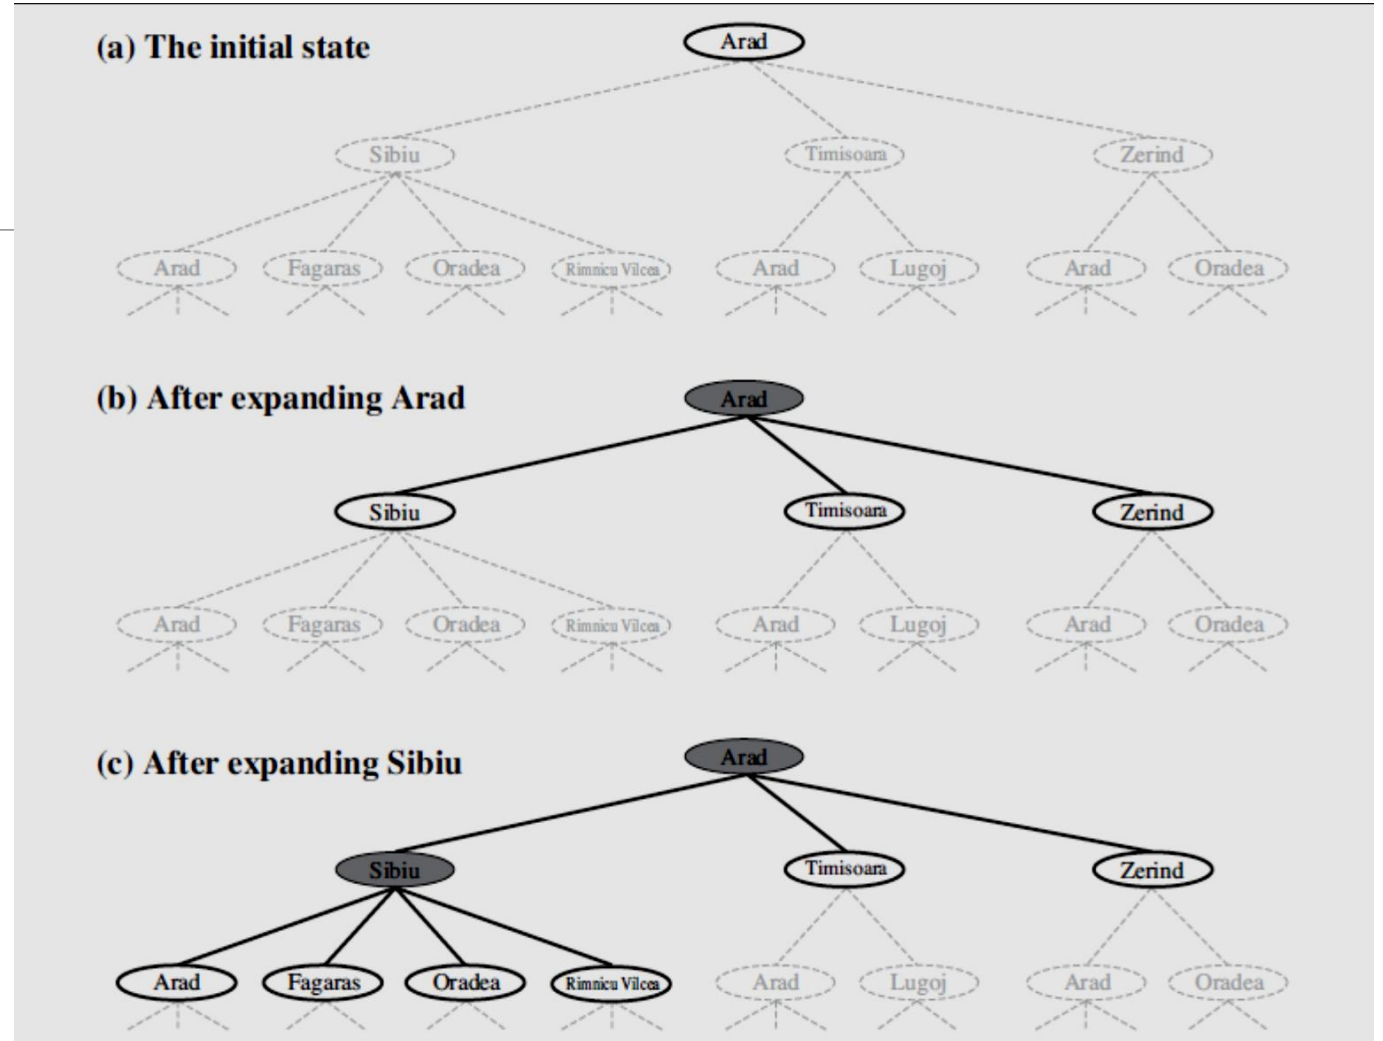 (a) The initial state
Arad
Sibiu
Timisoara
Zerind
Arad
Fagaras
Oradea
Rimnicu Vilcea
Arad
Lugoj
Arad
Oradea
(b) After expanding Arad
Arad
Sibiu
Timisoara
Zerind
Arad
Fagaras
Oradea
Rimnicu Vilcea
Arad
Lugoj
Arad
Oradea
(c) After expanding Sibiu
Arad
Sibiu
Timisoara
Zerind
Arad
Fagaras
Oradea
Rimnicu Vilcea
Arad
Lugoj
Arad
Oradea